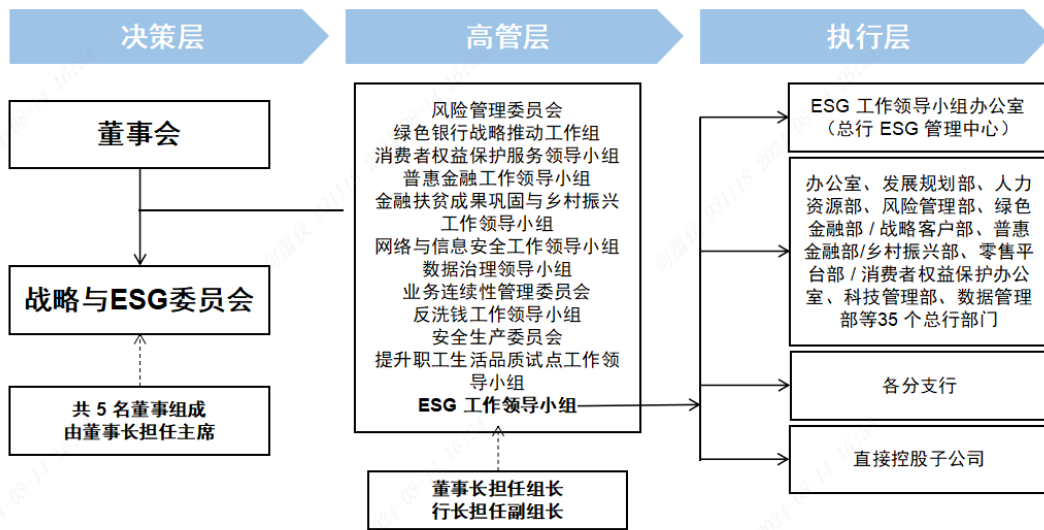 决策层
高管层
执行层
董事会
战略与ESG委员会
共 5 名董事组成
由董事长担任主席
风险管理委员会
绿色银行战略推动工作组
消费者权益保护服务领导小组
普惠金融工作领导小组
金融扶贫成果巩固与乡村振兴
工作领导小组
网络与信息安全工作领导小组
数据治理领导小组
业务连续性管理委员会
反洗钱工作领导小组
安全生产委员会
提升职工生活品质试点工作领
导小组
ESG 工作领导小组
董事长担任组长
行长担任副组长
ESG 工作领导小组办公室
（总行 ESG 管理中心）
办公室、发展规划部、人力
资源部、风险管理部、绿色
金融部 / 战略客户部、普惠
金融部/乡村振兴部、零售平
台部 / 消费者权益保护办公
室、科技管理部、数据管理
部等35 个总行部门
各分支行
直接控股子公司